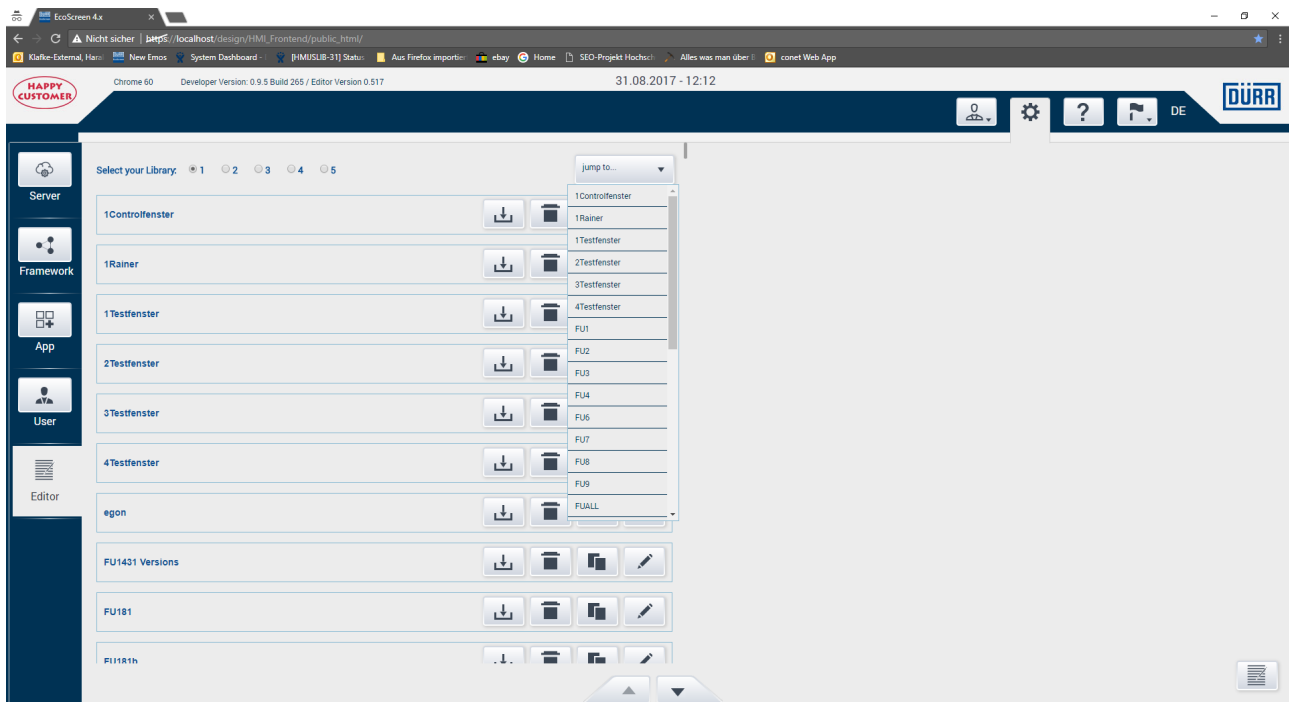 EcoScreen 4.x
Nicht sicher | https://localhost/design/HMI_Frontend/public_html/
Klafke-External, Haral New Emos System Dashboard - [HMIJSLIB-31] Status Aus Firefox importier ebay Home SEO-Projekt Hochsch Alles was man über conet Web App
HAPPY
CUSTOMER
Chrome 60 Developer Version: 0.9.5 Build 265 / Editor Version 0.517 31.08.2017 - 12:12
? DE DÜRR
Server
Framework
App
User
Editor
Select your Library: 1 2 3 4 5
1Controlfenster
1Rainer
1Testfenster
2Testfenster
3Testfenster
4Testfenster
egon
FU1431 Versions
FU181
FU181b
jump to...
1Controlfenster
1Rainer
1Testfenster
2Testfenster
3Testfenster
4Testfenster
FU1
FU2
FU3
FU4
FU6
FU7
FU8
FU9
FUALL